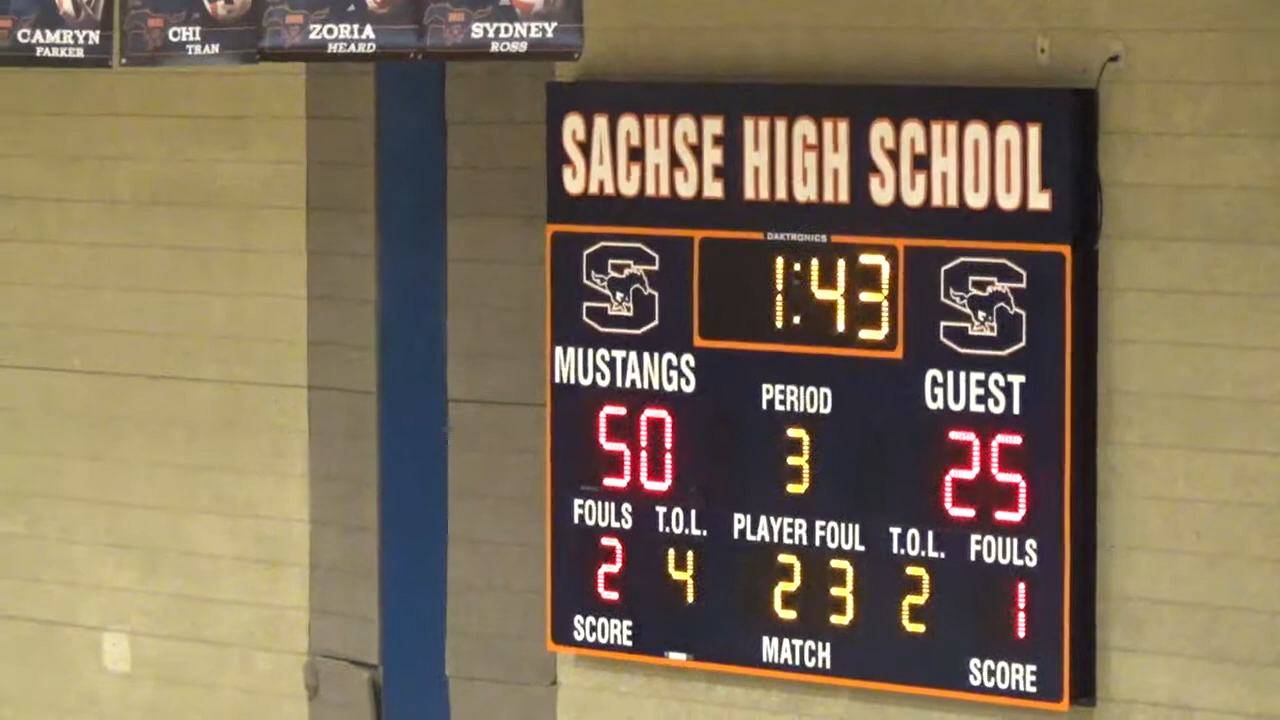 CAMRYN
PARKER
CHI
TRAN
ZORIA
HEARD
SYDNEY
ROSS
SACHSE HIGH SCHOOL
DAKTRONICS
S 1:43 S
MUSTANGS PERIOD GUEST
50 3 25
FOULS T.O.L. PLAYER FOUL T.O.L. FOULS
2 4 2 3 2 1
SCORE MATCH SCORE